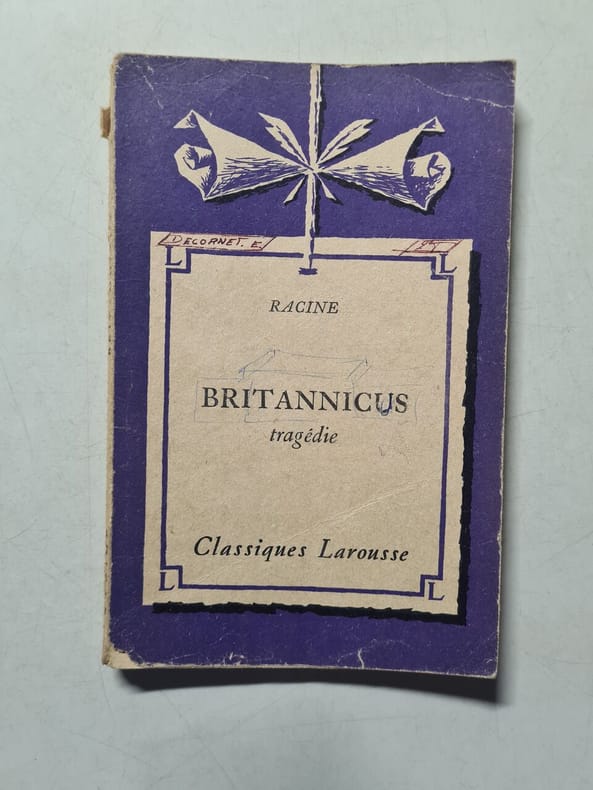 DECORNET. E.
L L
RACINE
BRITANNICUS
tragédie
Classiques Larousse
L L